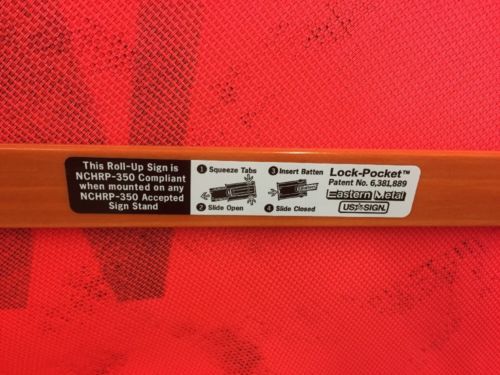 This Roll-Up Sign is
NCHRP-350 Compliant
when mounted on any
NCHRP-350 Accepted
Sign Stand
1 Squeeze Tabs
2 Slide Open
3 Insert Batten
4 Slide Closed
Lock-Pocket™
Patent No. 6,381,889
Eastern Metal
USA SIGN.